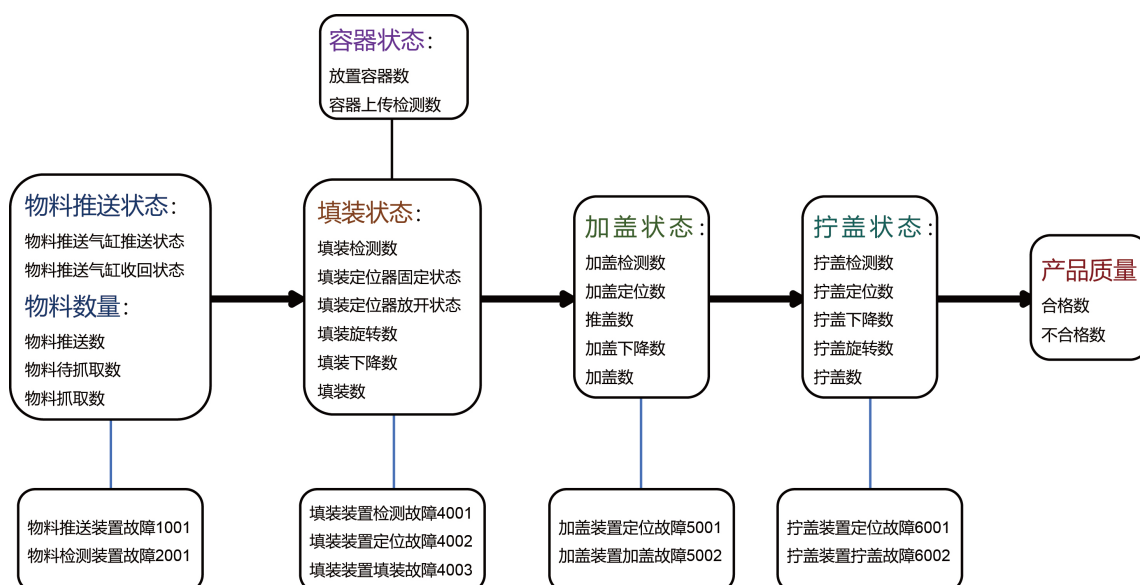 容器状态：
放置容器数
容器上传检测数
物料推送状态：
物料推送气缸推送状态
物料推送气缸收回状态
物料数量：
物料推送数
物料待抓取数
物料抓取数
填装状态：
填装检测数
填装定位器固定状态
填装定位器放开状态
填装旋转数
填装下降数
填装数
加盖状态：
加盖检测数
加盖定位数
推盖数
加盖下降数
加盖数
拧盖状态：
拧盖检测数
拧盖定位数
拧盖下降数
拧盖旋转数
拧盖数
产品质量
合格数
不合格数
物料推送装置故障1001
物料检测装置故障2001
填装装置检测故障4001
填装装置定位故障4002
填装装置填装故障4003
加盖装置定位故障5001
加盖装置加盖故障5002
拧盖装置定位故障6001
拧盖装置拧盖故障6002